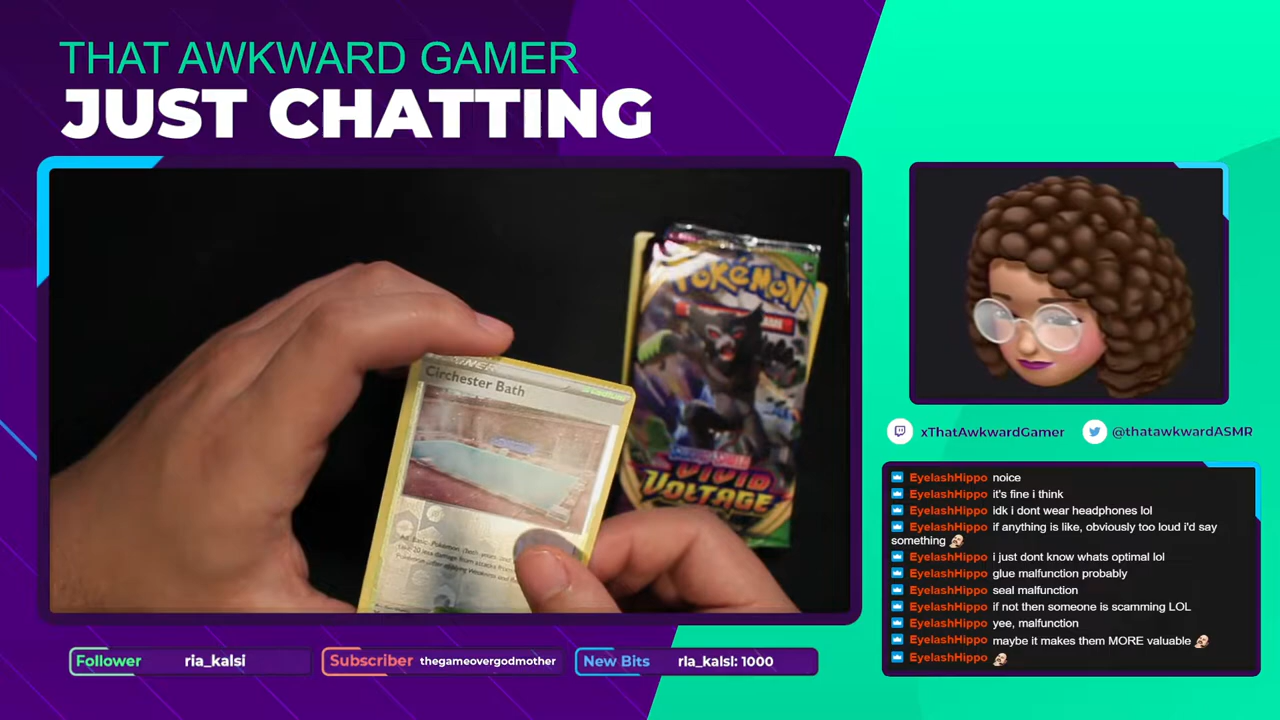 THAT AWKWARD GAMER
JUST CHATTING
Circhester Bath
POKÉMON
VIVID
VOLTAGE
xThatAwkwardGamer
@thatawkwardASMR
EyelashHippo noice
EyelashHippo it's fine i think
EyelashHippo idk i dont wear headphones lol
EyelashHippo if anything is like, obviously too loud i'd say
something
EyelashHippo i just dont know whats optimal lol
EyelashHippo glue malfunction probably
EyelashHippo seal malfunction
EyelashHippo if not then someone is scamming LOL
EyelashHippo yee, malfunction
EyelashHippo maybe it makes them MORE valuable
EyelashHippo
Follower ria_kalsi
Subscriber thegameovergodmother
New Bits ria_kalsi: 1000